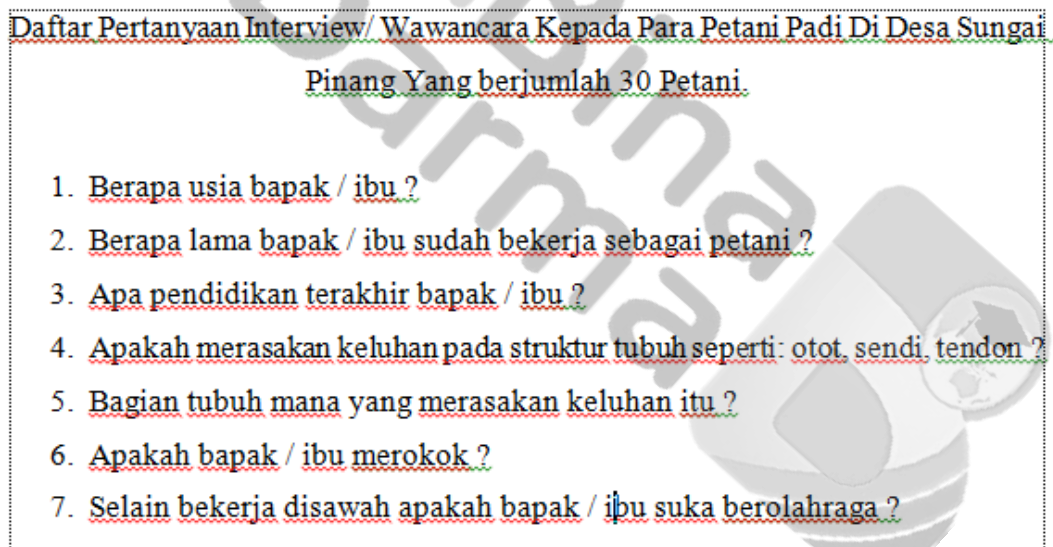 Daftar Pertanyaan Interview/ Wawancara Kepada Para Petani Padi Di Desa Sungai
Pinang Yang berjumlah 30 Petani.
1. Berapa usia bapak / ibu ?
2. Berapa lama bapak / ibu sudah bekerja sebagai petani ?
3. Apa pendidikan terakhir bapak / ibu ?
4. Apakah merasakan keluhan pada struktur tubuh seperti: otot, sendi, tendon ?
5. Bagian tubuh mana yang merasakan keluhan itu ?
6. Apakah bapak / ibu merokok ?
7. Selain bekerja disawah apakah bapak / ibu suka berolahraga ?
Bina
Darma